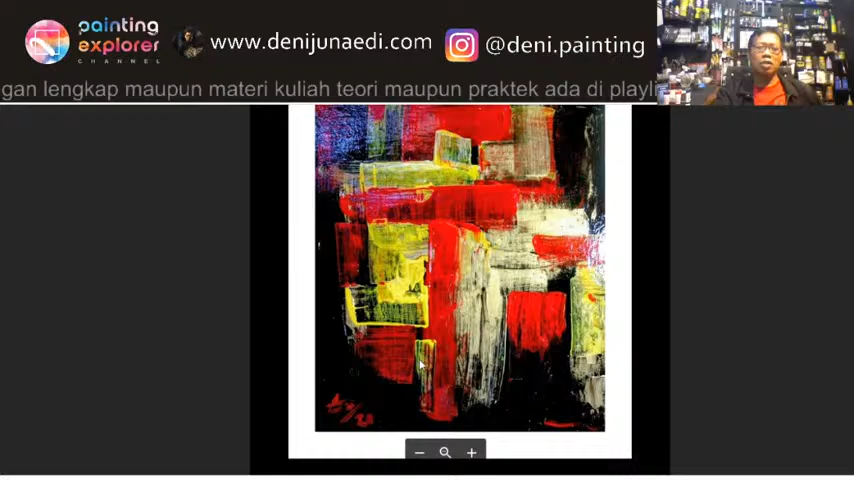 painting
explorer
CHANNEL
www.denijunaedi.com
@deni.painting
gan lengkap maupun materi kuliah teori maupun praktek ada di playli